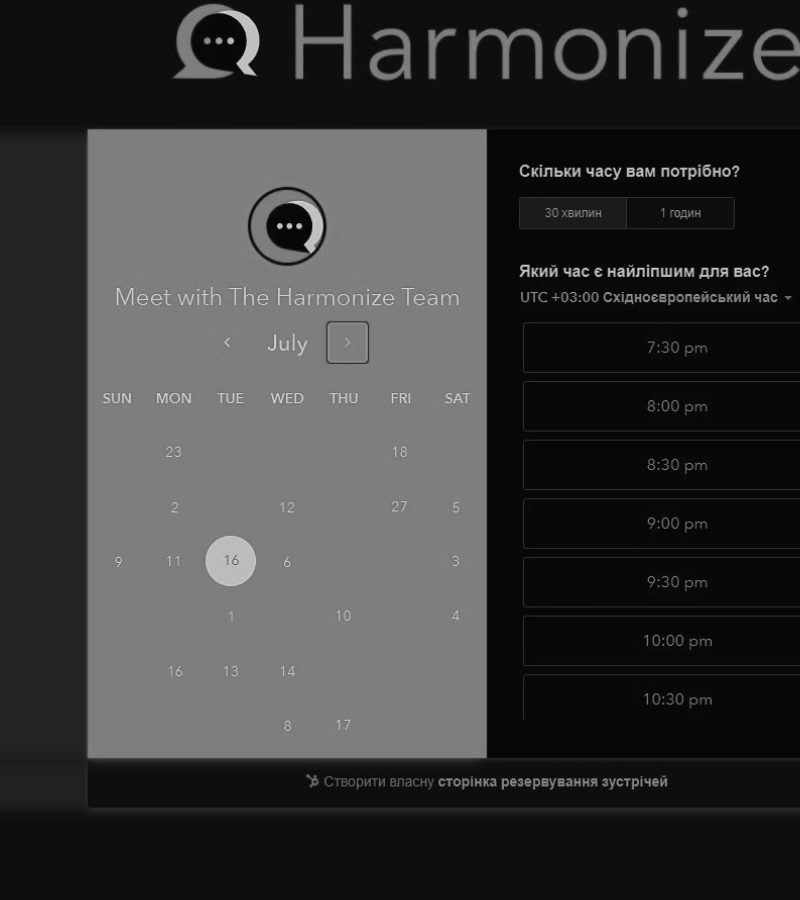 Harmonize
Meet with The Harmonize Team
‹ July ›
SUN MON TUE WED THU FRI SAT
23 18
2 12 27 5
9 11 16 6 3
1 10 4
16 13 14
8 17
Скільки часу вам потрібно?
30 хвилин 1 годин
Який час є найліпшим для вас?
UTC +03:00 Східноєвропейський час
7:30 pm
8:00 pm
8:30 pm
9:00 pm
9:30 pm
10:00 pm
10:30 pm
Створити власну сторінка резервування зустрічей